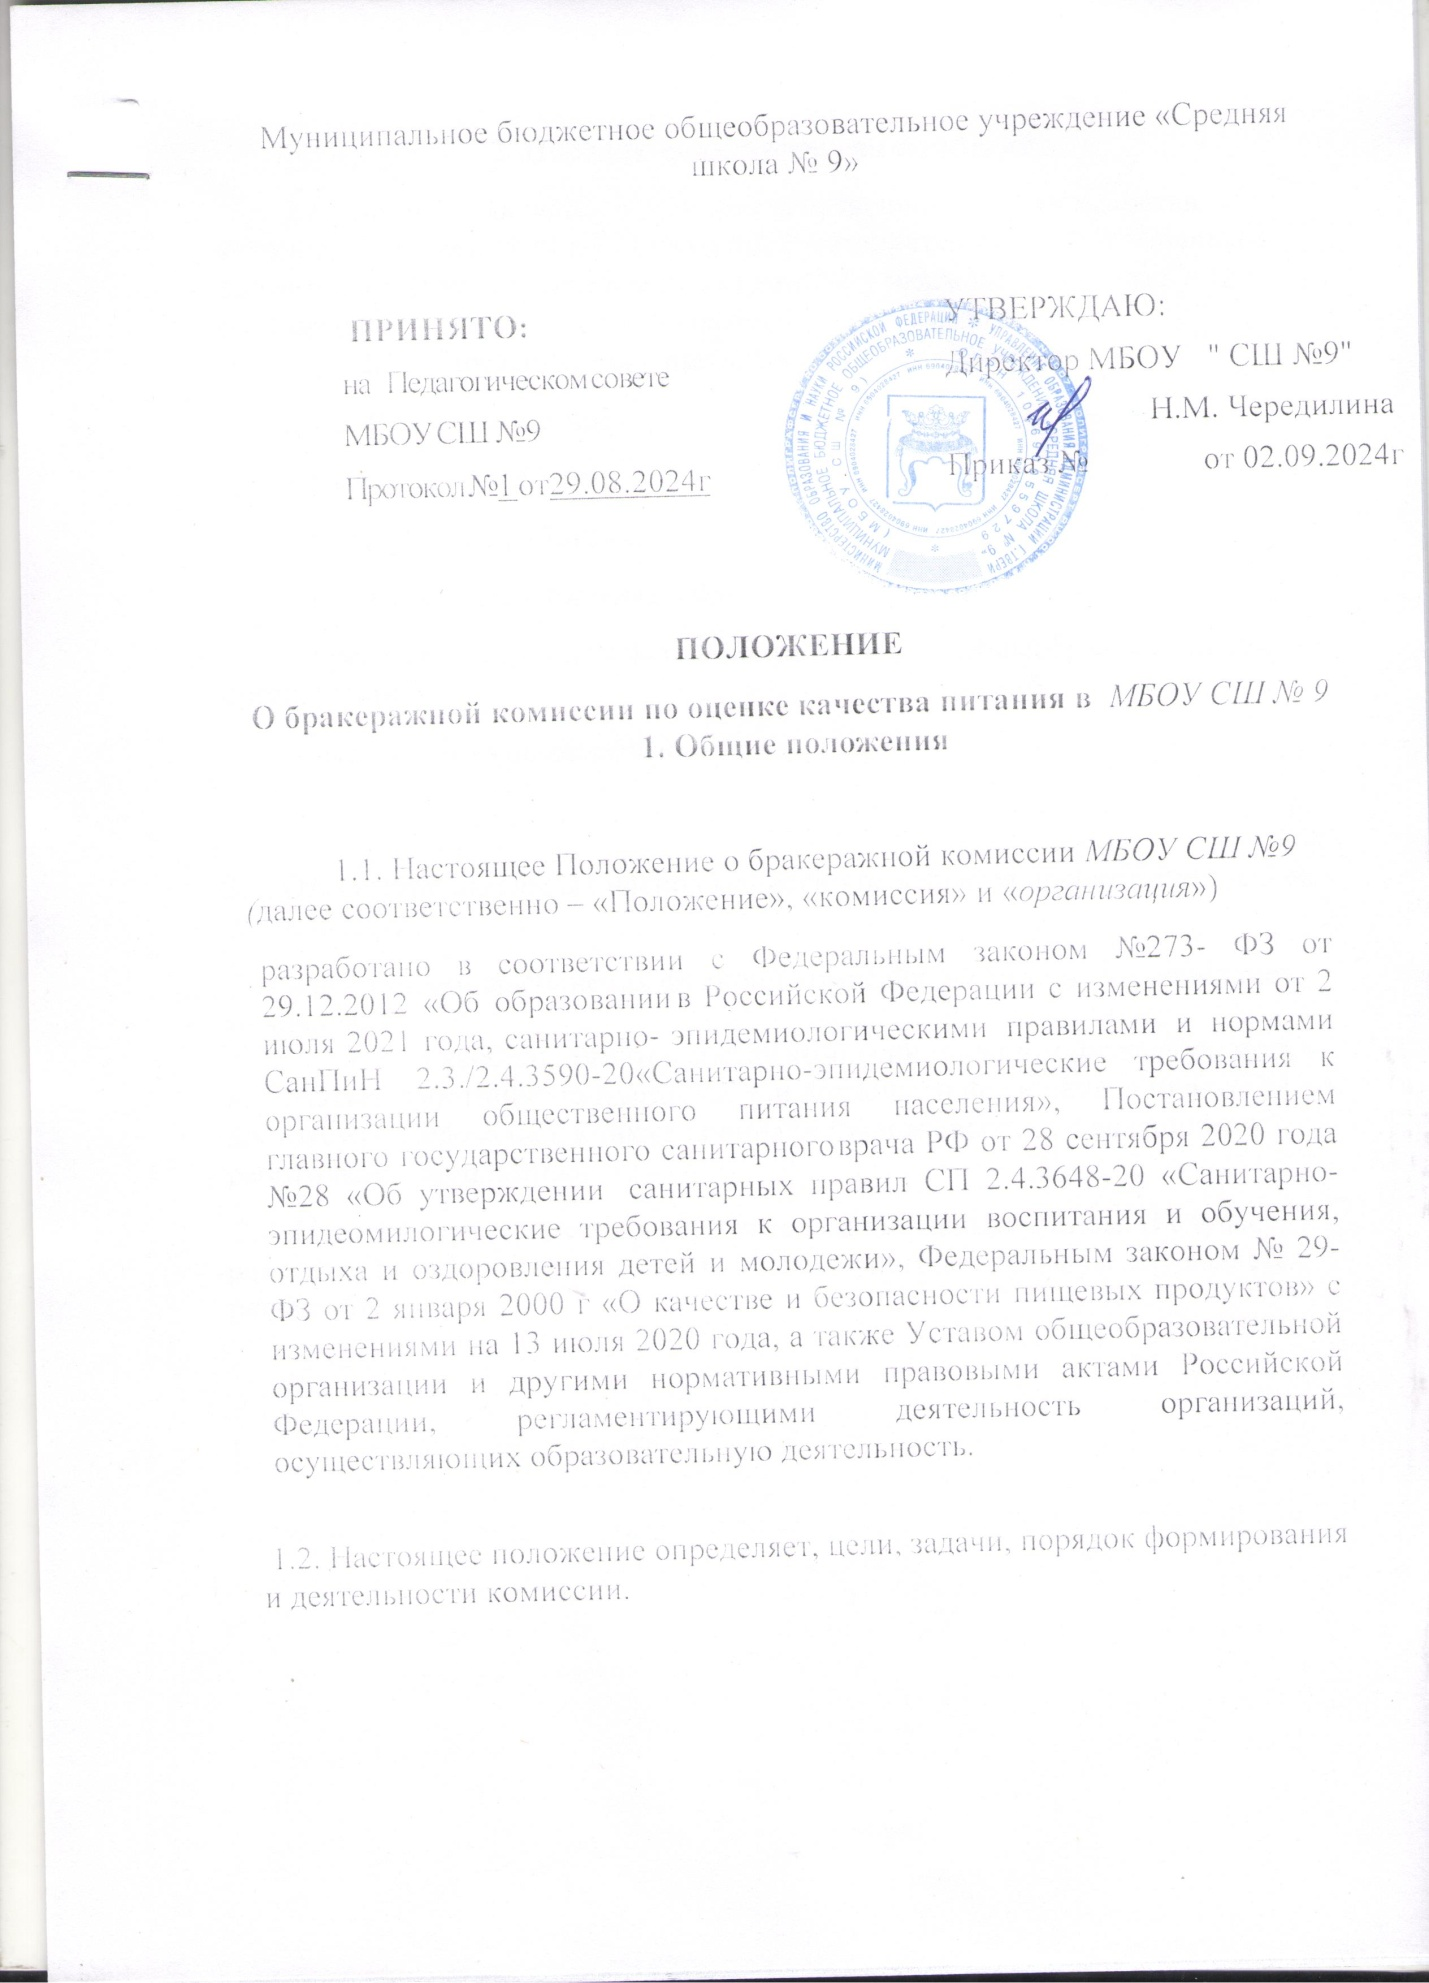 Муниципальное бюджетное общеобразовательное учреждение «Средняя
школа № 9»
ПРИНЯТО:
на Педагогическом совете
МБОУ СШ №9
Протокол №1 от 29.08.2024г
УТВЕРЖДАЮ:
Директор МБОУ " СШ №9"
Н.М. Чередилина
Приказ № от 02.09.2024г
ПОЛОЖЕНИЕ
О бракеражной комиссии по оценке качества питания в МБОУ СШ № 9
1. Общие положения
1.1. Настоящее Положение о бракеражной комиссии МБОУ СШ №9
(далее соответственно – «Положение», «комиссия» и «организация»)
разработано в соответствии с Федеральным законом №273- ФЗ от
29.12.2012 «Об образовании в Российской Федерации с изменениями от 2
июля 2021 года, санитарно- эпидемиологическими правилами и нормами
СанПиН 2.3./2.4.3590-20«Санитарно-эпидемиологические требования к
организации общественного питания населения», Постановлением
главного государственного санитарного врача РФ от 28 сентября 2020 года
№28 «Об утверждении санитарных правил СП 2.4.3648-20 «Санитарно-
эпидеомилогические требования к организации воспитания и обучения,
отдыха и оздоровления детей и молодежи», Федеральным законом № 29-
ФЗ от 2 января 2000 г «О качестве и безопасности пищевых продуктов» с
изменениями на 13 июля 2020 года, а также Уставом общеобразовательной
организации и другими нормативными правовыми актами Российской
Федерации, регламентирующими деятельность организаций,
осуществляющих образовательную деятельность.
1.2. Настоящее положение определяет, цели, задачи, порядок формирования
и деятельности комиссии.